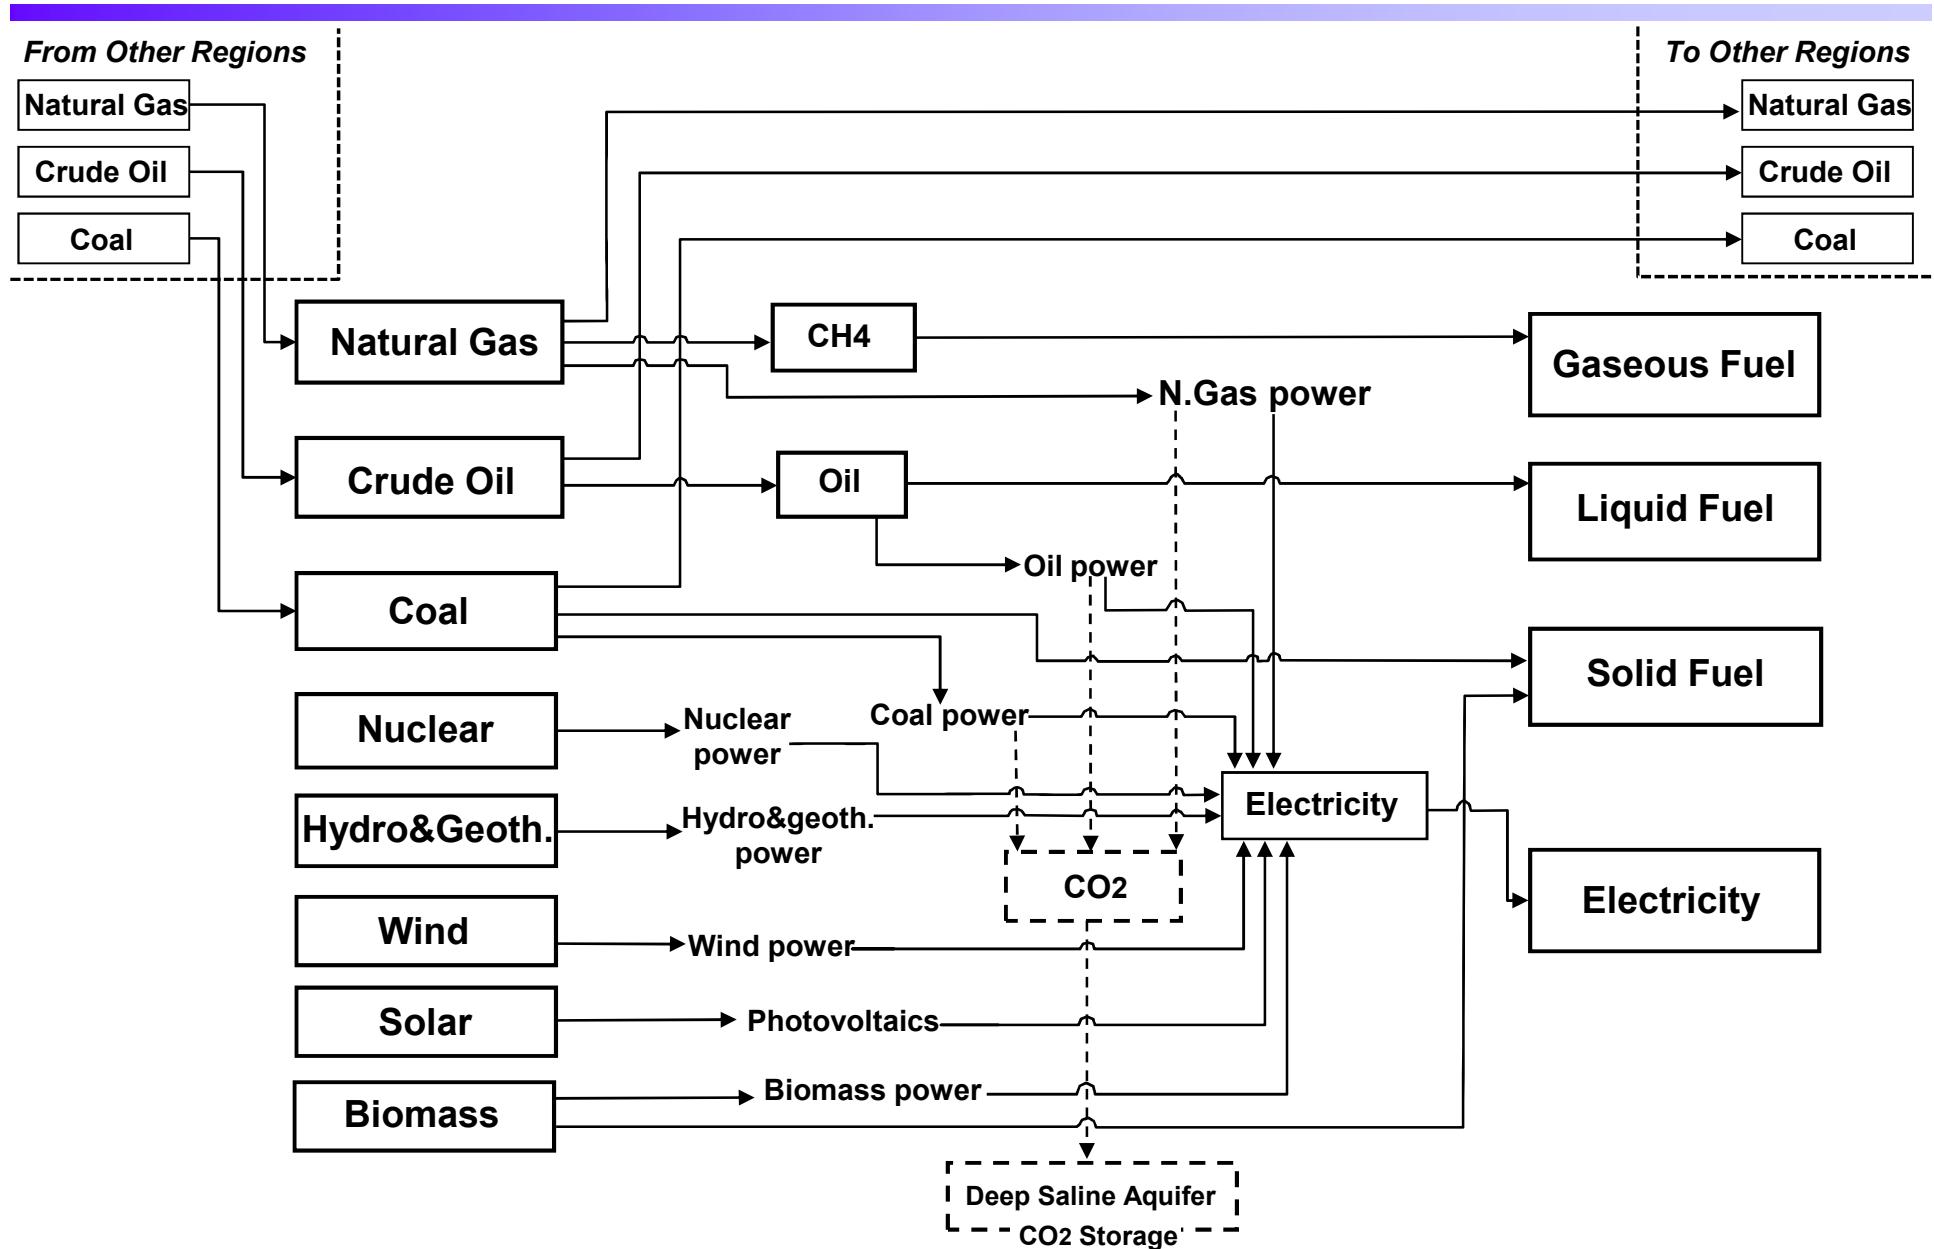 From Other Regions
To Other Regions
Natural Gas
Natural Gas
Crude Oil
Crude Oil
Coal
Coal
Natural Gas
CH4
Gaseous Fuel
N.Gas power
Crude Oil
Oil
Liquid Fuel
Oil power
Coal
Solid Fuel
Nuclear
Nuclear
power
Coal power
Electricity
Hydro&Geoth.
Hydro&geoth.
power
CO2
Electricity
Wind
Wind power
Solar
Photovoltaics
Biomass
Biomass power
Deep Saline Aquifer
CO2 Storage